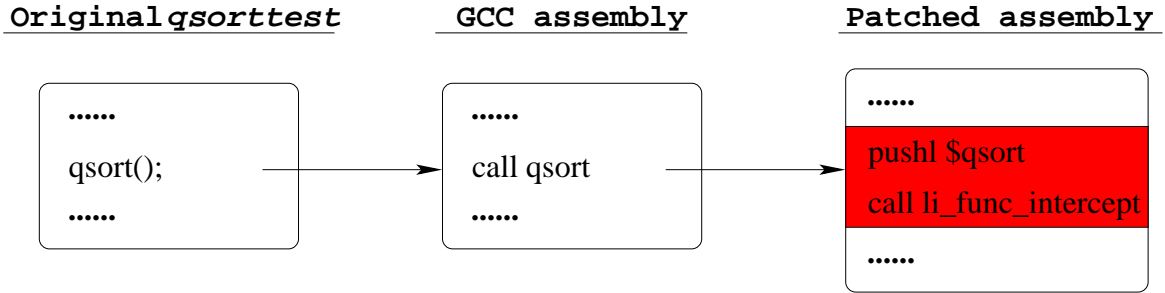 Original qsorttest
......
qsort();
......
GCC assembly
......
call qsort
......
Patched assembly
......
pushl $qsort
call li_func_intercept
......